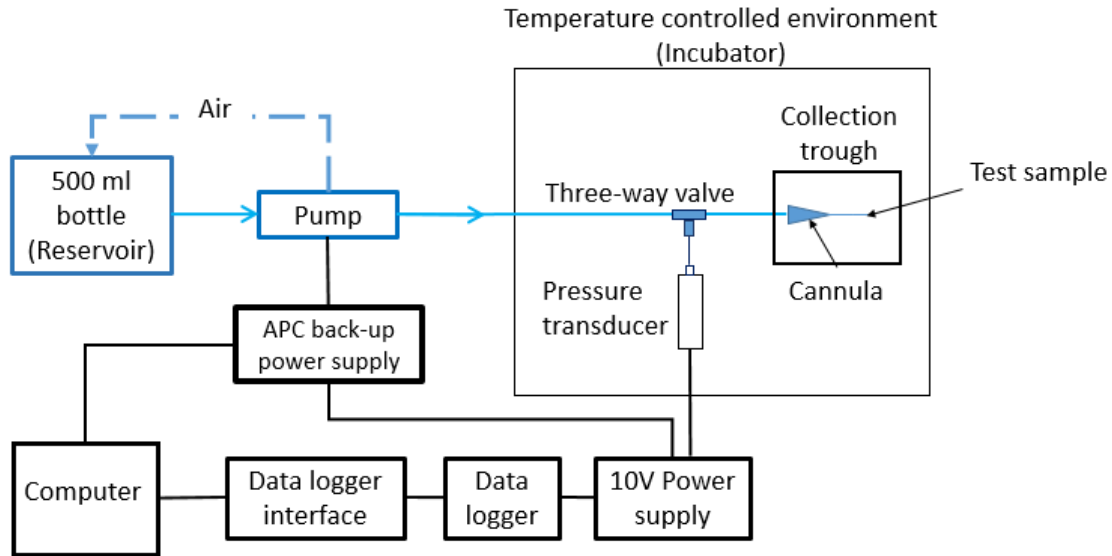 Temperature controlled environment
(Incubator)
Air
Collection
trough
Test sample
500 ml
bottle
(Reservoir)
Pump
Three-way valve
Cannula
Pressure
transducer
APC back-up
power supply
Computer
Data logger
interface
Data
logger
10V Power
supply